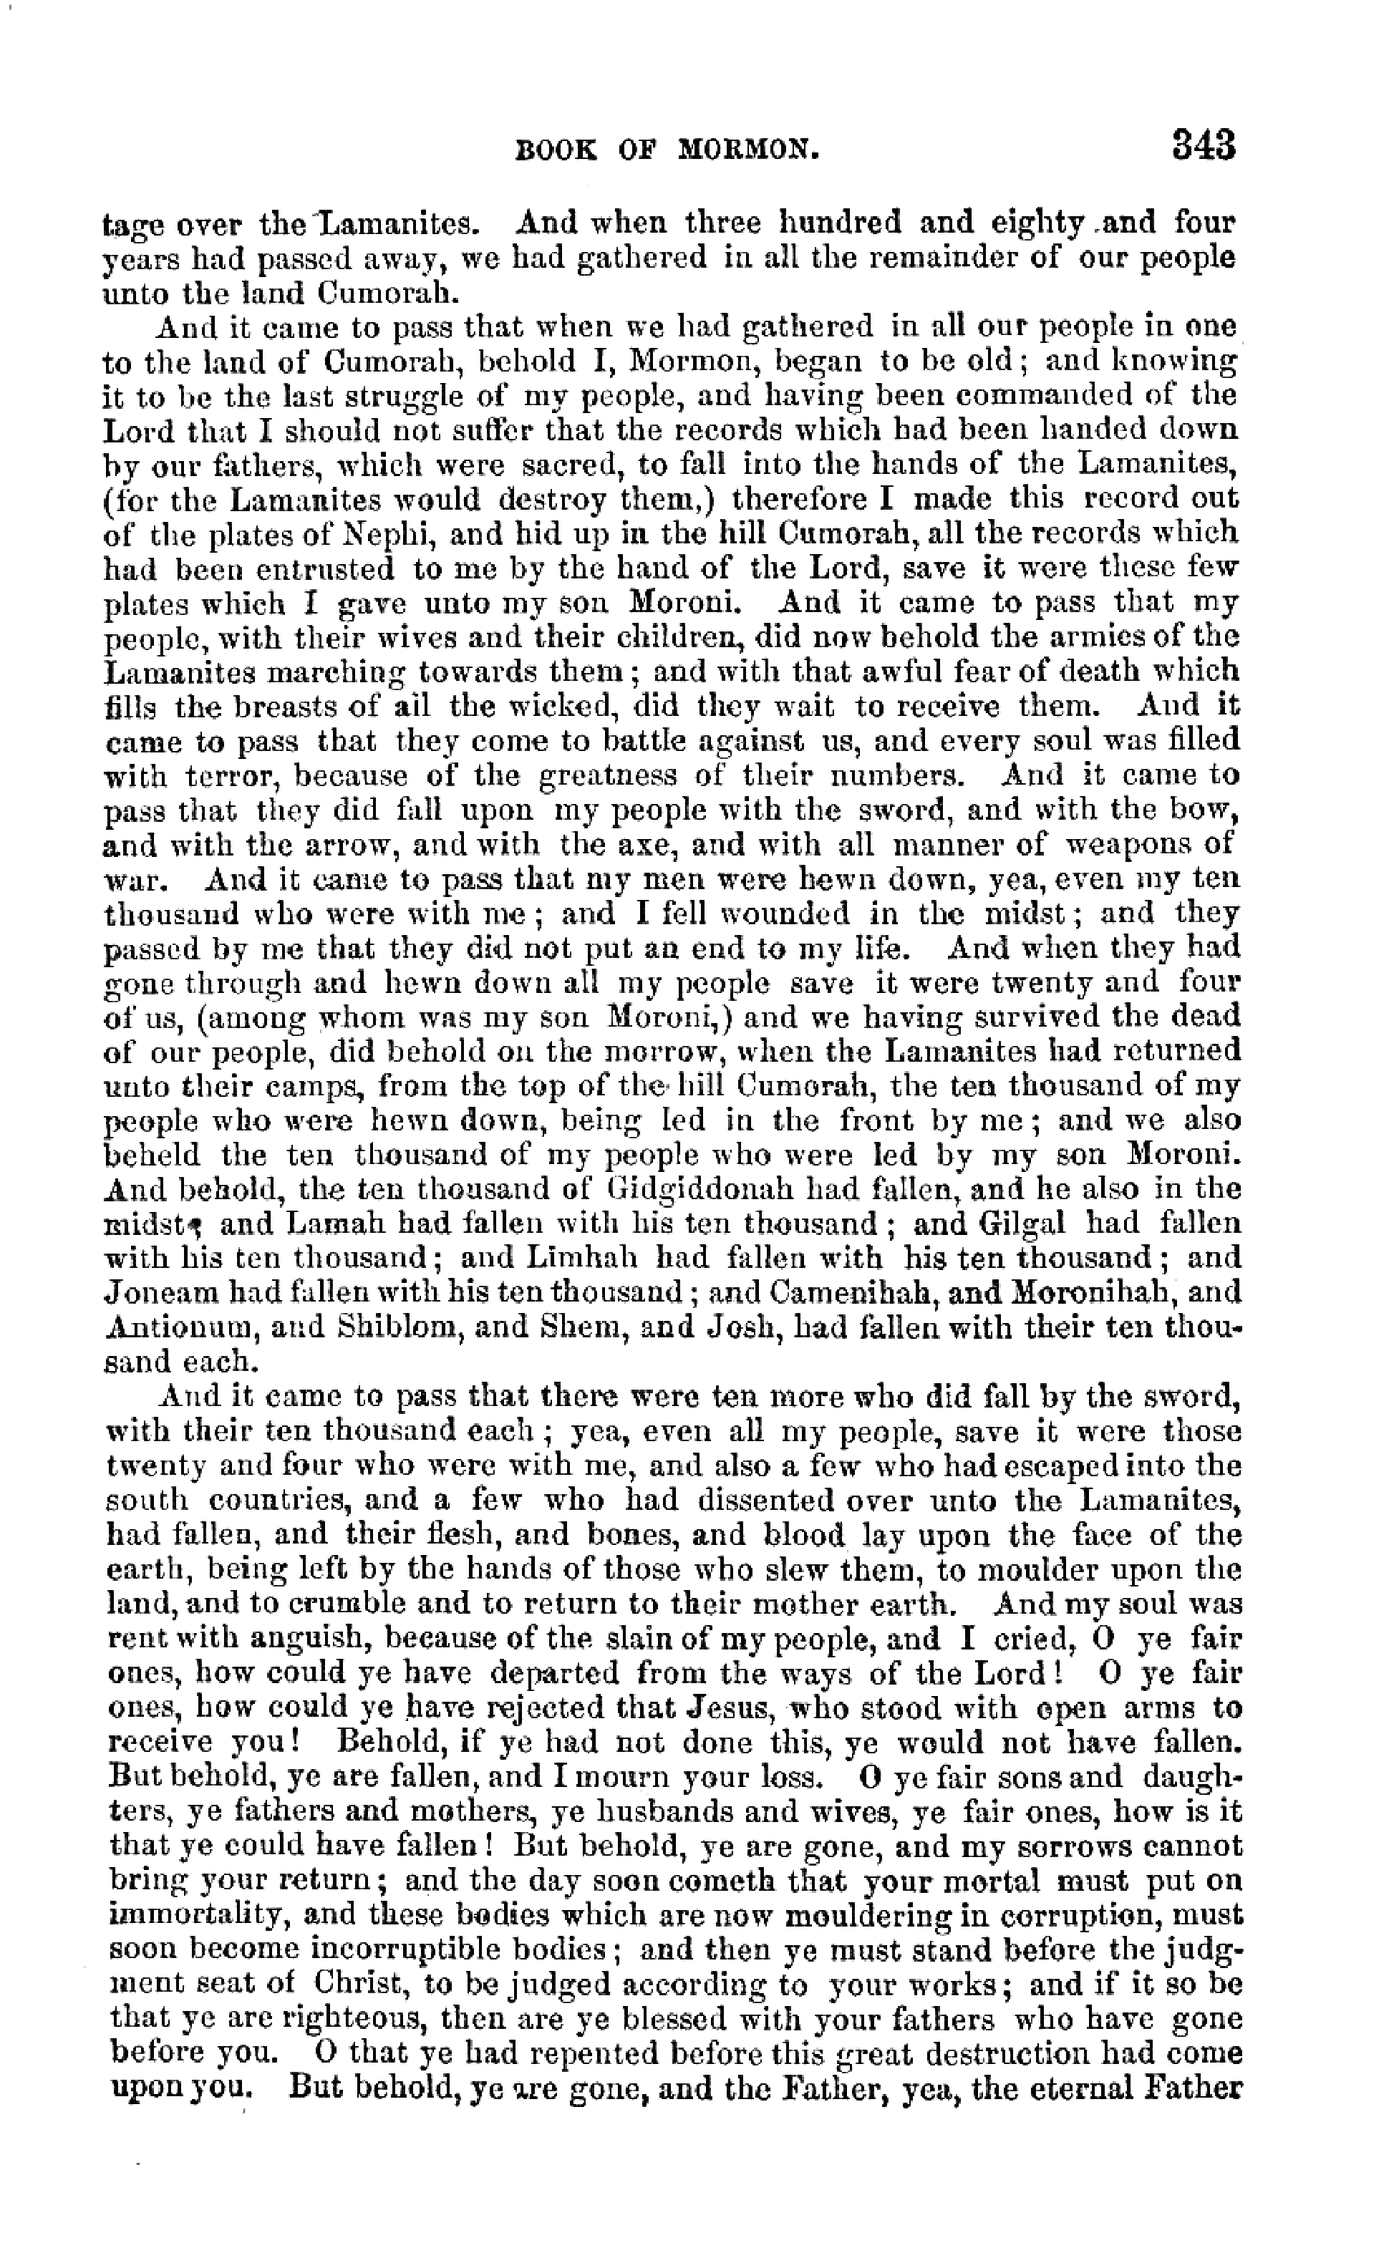 BOOK OF MORMON. 343
tage over the Lamanites. And when three hundred and eighty and four
years had passed away, we had gathered in all the remainder of our people
unto the land Cumorah.
And it came to pass that when we had gathered in all our people in one
to the land of Cumorah, behold I, Mormon, began to be old; and knowing
it to be the last struggle of my people, and having been commanded of the
Lord that I should not suffer that the records which had been handed down
by our fathers, which were sacred, to fall into the hands of the Lamanites,
(for the Lamanites would destroy them,) therefore I made this record out
of the plates of Nephi, and hid up in the hill Cumorah, all the records which
had been entrusted to me by the hand of the Lord, save it were these few
plates which I gave unto my son Moroni. And it came to pass that my
people, with their wives and their children, did now behold the armies of the
Lamanites marching towards them; and with that awful fear of death which
fills the breasts of all the wicked, did they wait to receive them. And it
came to pass that they come to battle against us, and every soul was filled
with terror, because of the greatness of their numbers. And it came to
pass that they did fall upon my people with the sword, and with the bow,
and with the arrow, and with the axe, and with all manner of weapons of
war. And it came to pass that my men were hewn down, yea, even my ten
thousand who were with me; and I fell wounded in the midst; and they
passed by me that they did not put an end to my life. And when they had
gone through and hewn down all my people save it were twenty and four
of us, (among whom was my son Moroni,) and we having survived the dead
of our people, did behold on the morrow, when the Lamanites had returned
unto their camps, from the top of the hill Cumorah, the ten thousand of my
people who were hewn down, being led in the front by me; and we also
beheld the ten thousand of my people who were led by my son Moroni.
And behold, the ten thousand of Gidgiddonah had fallen, and he also in the
midst; and Lamah had fallen with his ten thousand; and Gilgal had fallen
with his ten thousand; and Limhah had fallen with his ten thousand; and
Joneam had fallen with his ten thousand; and Camenihah, and Moronihah, and
Antionum, and Shiblom, and Shem, and Josh, had fallen with their ten thou-
sand each.
And it came to pass that there were ten more who did fall by the sword,
with their ten thousand each; yea, even all my people, save it were those
twenty and four who were with me, and also a few who had escaped into the
south countries, and a few who had dissented over unto the Lamanites,
had fallen, and their flesh, and bones, and blood lay upon the face of the
earth, being left by the hands of those who slew them, to moulder upon the
land, and to crumble and to return to their mother earth. And my soul was
rent with anguish, because of the slain of my people, and I cried, O ye fair
ones, how could ye have departed from the ways of the Lord! O ye fair
ones, how could ye have rejected that Jesus, who stood with open arms to
receive you! Behold, if ye had not done this, ye would not have fallen.
But behold, ye are fallen, and I mourn your loss. O ye fair sons and daugh-
ters, ye fathers and mothers, ye husbands and wives, ye fair ones, how is it
that ye could have fallen! But behold, ye are gone, and my sorrows cannot
bring your return; and the day soon cometh that your mortal must put on
immortality, and these bodies which are now mouldering in corruption, must
soon become incorruptible bodies; and then ye must stand before the judg-
ment seat of Christ, to be judged according to your works; and if it so be
that ye are righteous, then are ye blessed with your fathers who have gone
before you. O that ye had repented before this great destruction had come
upon you. But behold, ye are gone, and the Father, yea, the eternal Father